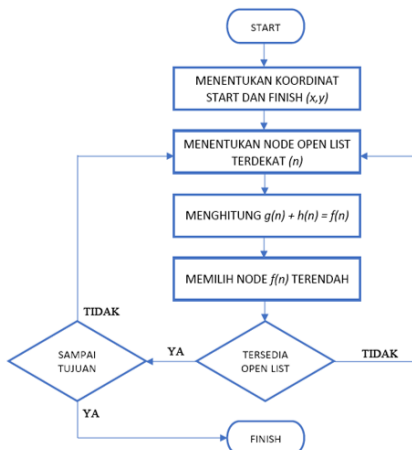 START
MENENTUKAN KOORDINAT
START DAN FINISH (x,y)
MENENTUKAN NODE OPEN LIST
TERDEKAT (n)
MENGHITUNG g(n) + h(n) = f(n)
MEMILIH NODE f(n) TERENDAH
TIDAK
SAMPAI
TUJUAN
YA
TERSEDIA
OPEN LIST
TIDAK
YA
FINISH